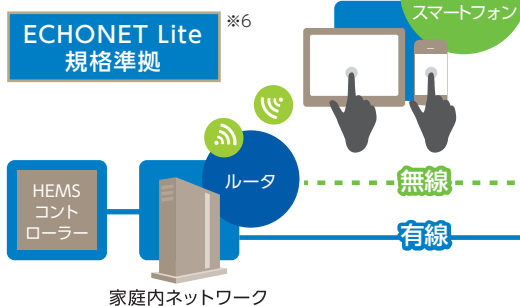 ECHONET Lite
規格準拠
※6
スマートフォン
ルータ
HEMS
コント
ローラー
無線
有線
家庭内ネットワーク